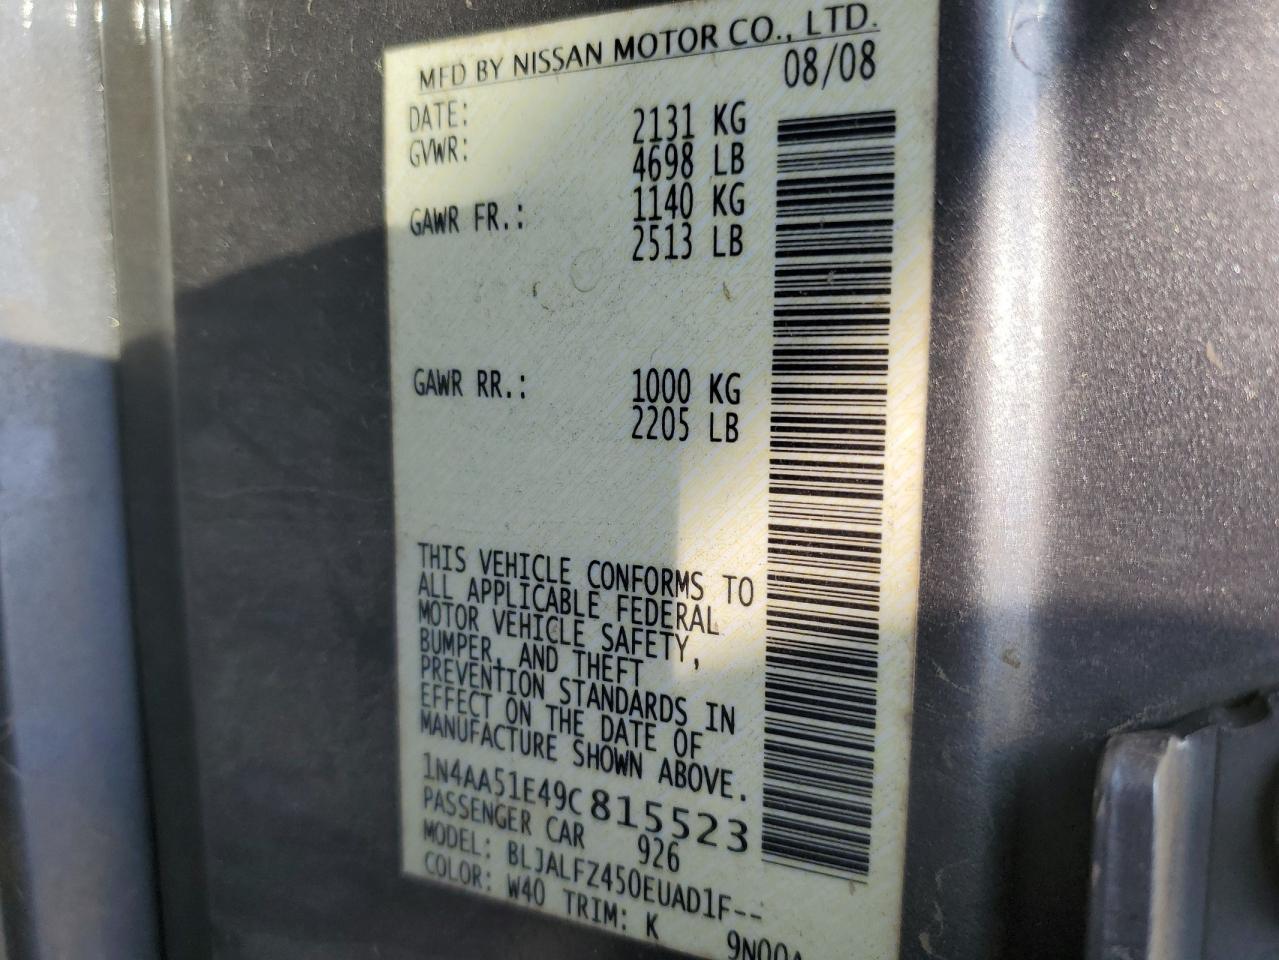 MFD BY NISSAN MOTOR CO., LTD.
DATE: 08/08
GVWR: 2131 KG
4698 LB
GAWR FR.: 1140 KG
2513 LB
GAWR RR.: 1000 KG
2205 LB
THIS VEHICLE CONFORMS TO
ALL APPLICABLE FEDERAL
MOTOR VEHICLE SAFETY,
BUMPER, AND THEFT
PREVENTION STANDARDS IN
EFFECT ON THE DATE OF
MANUFACTURE SHOWN ABOVE.
1N4AA51E49C815523
PASSENGER CAR 926
MODEL: BLJALFZ450EUAD1F--
COLOR: W40 TRIM: K